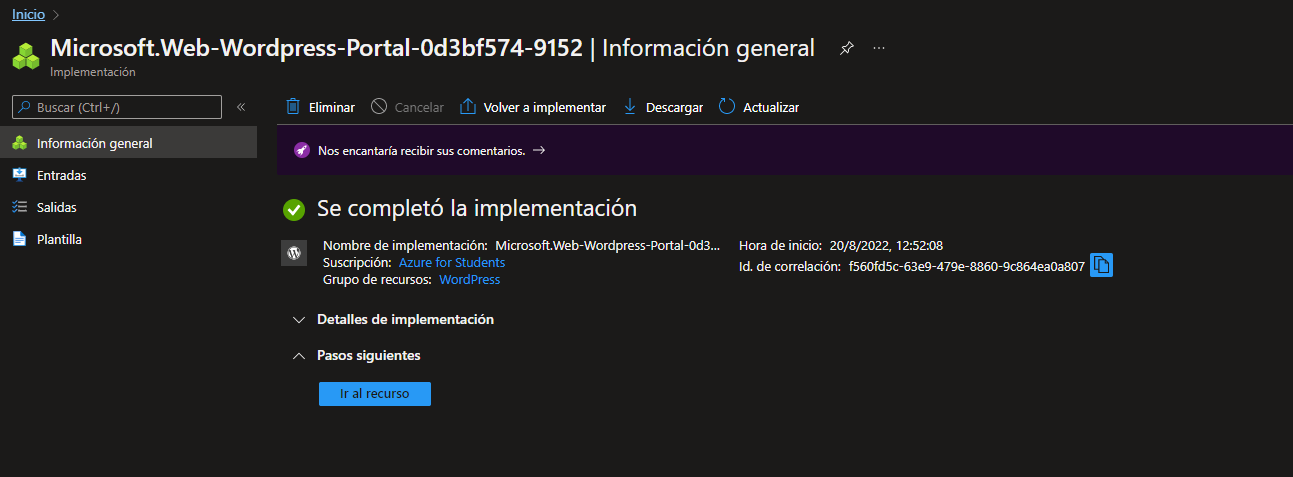 Inicio
Microsoft.Web-Wordpress-Portal-0d3bf574-9152 | Información general
Implementación
Buscar (Ctrl+/)
Eliminar Cancelar Volver a implementar Descargar Actualizar
Información general
Entradas
Salidas
Plantilla
Nos encantaría recibir sus comentarios.
Se completó la implementación
Nombre de implementación: Microsoft.Web-Wordpress-Portal-0d3...
Suscripción: Azure for Students
Grupo de recursos: WordPress
Hora de inicio: 20/8/2022, 12:52:08
Id. de correlación: f560fd5c-63e9-479e-8860-9c864ea0a807
Detalles de implementación
Pasos siguientes
Ir al recurso